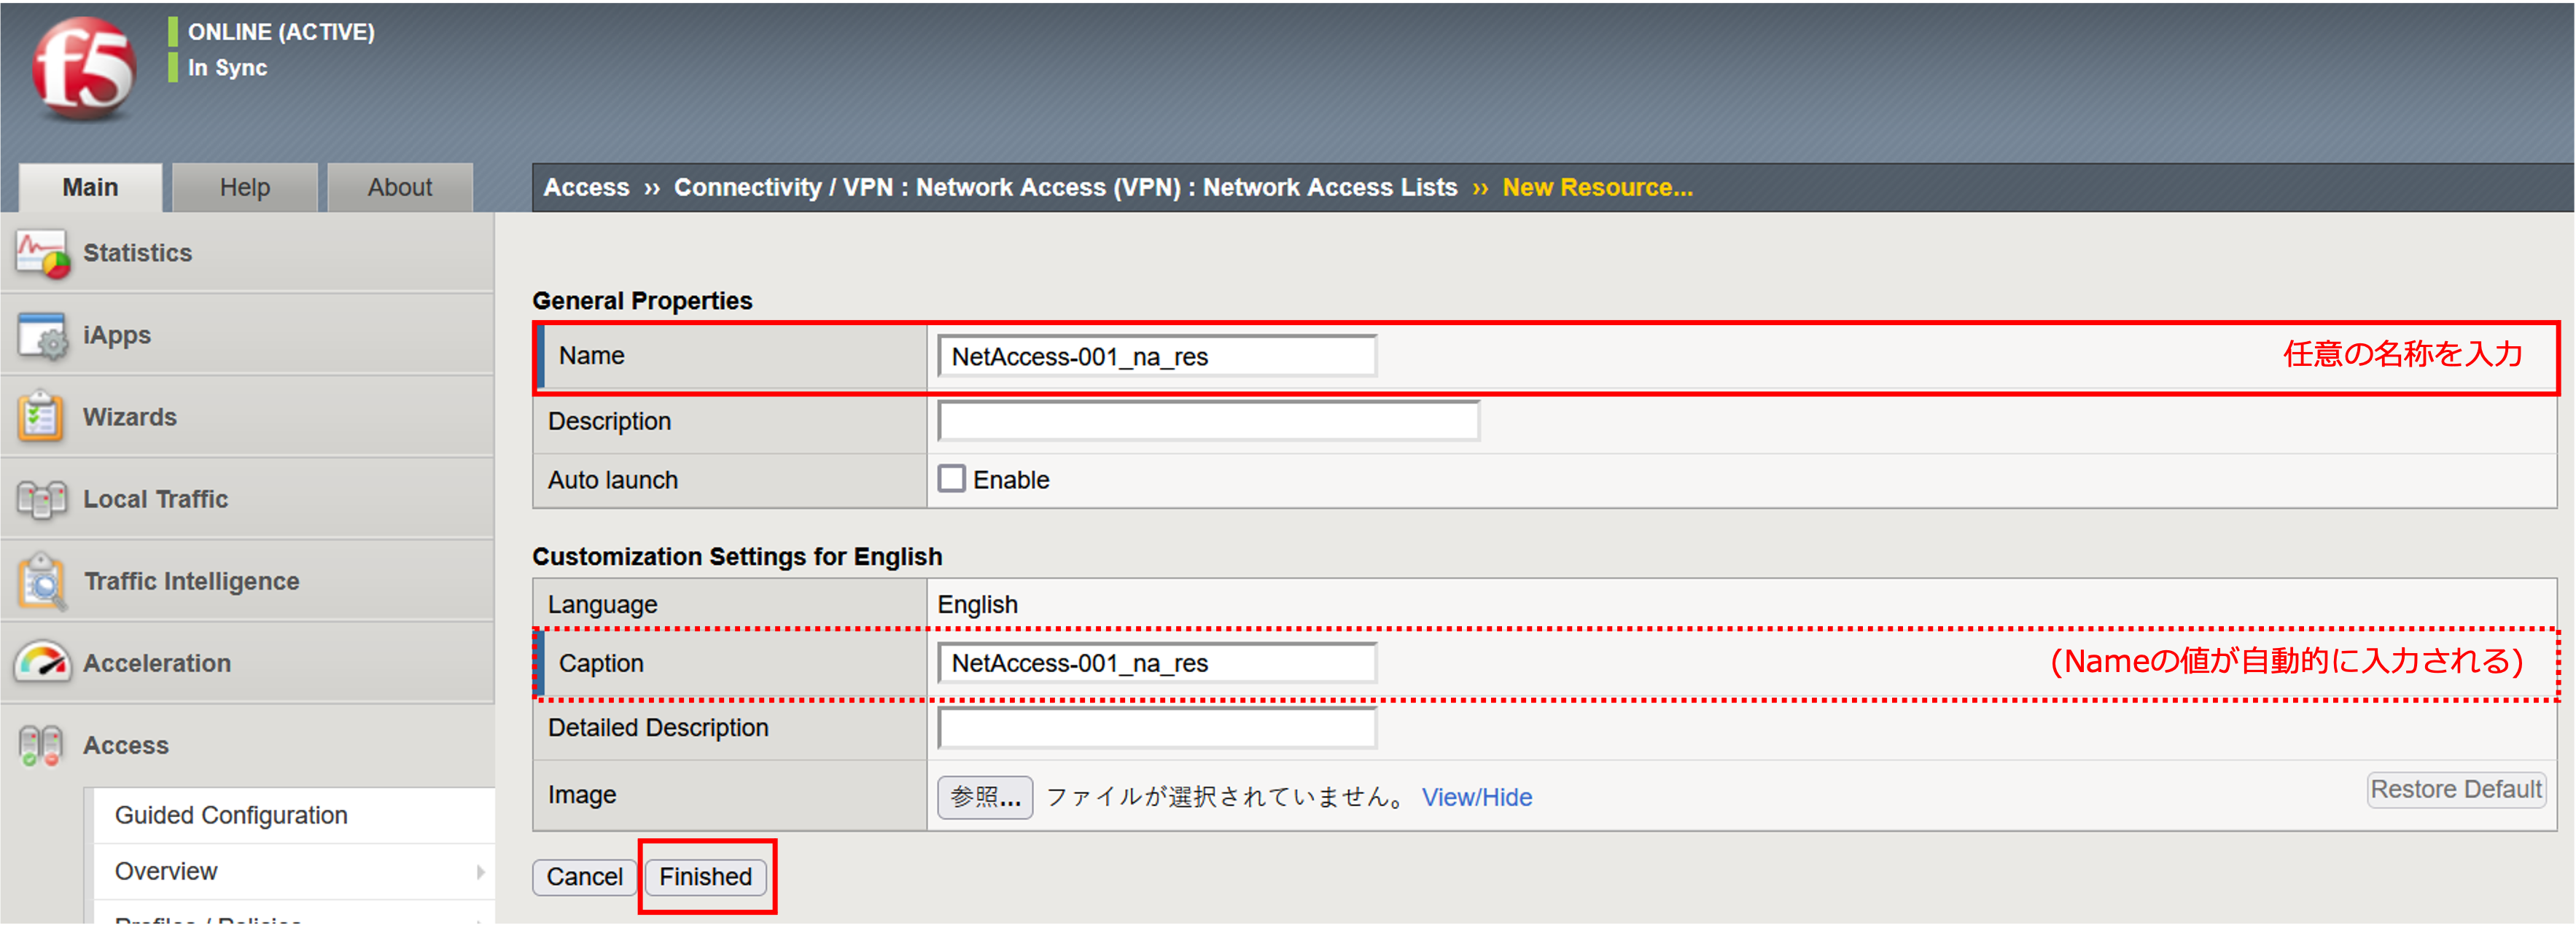 f5
ONLINE (ACTIVE)
In Sync
Main Help About
Access ›› Connectivity / VPN : Network Access (VPN) : Network Access Lists ›› New Resource...
Statistics
iApps
Wizards
Local Traffic
Traffic Intelligence
Acceleration
Access
Guided Configuration
Overview
Profiles / Policies
General Properties
Name NetAccess-001_na_res 任意の名称を入力
Description
Auto launch Enable
Customization Settings for English
Language English
Caption NetAccess-001_na_res (Nameの値が自動的に入力される)
Detailed Description
Image 参照... ファイルが選択されていません。 View/Hide Restore Default
Cancel Finished